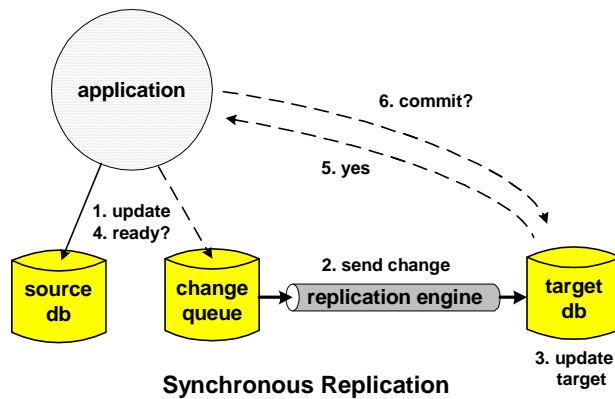 application
6. commit?
5. yes
1. update
4. ready?
2. send change
source
db
change
queue
replication engine
target
db
3. update
target
Synchronous Replication